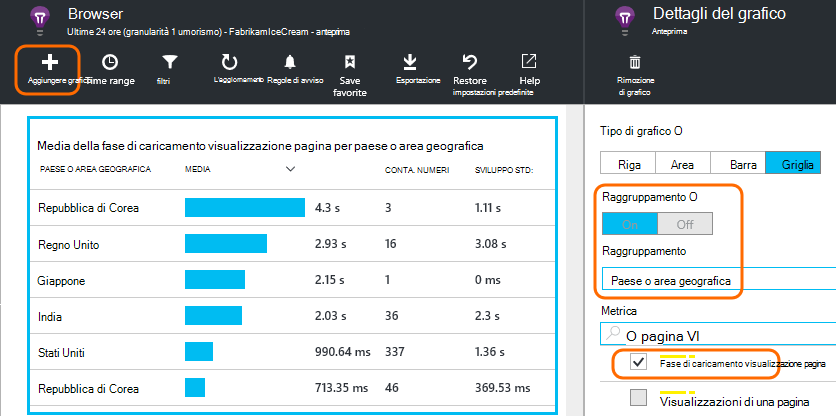 Browser
Ultime 24 ore (granularità 1 umorismo) - FabrikamIceCream - anteprima
Aggiungere grafico
Time range
filtri
L'aggiornamento
Regole di avviso
Save favorite
Esportazione
Restore impostazioni predefinite
Help
Media della fase di caricamento visualizzazione pagina per paese o area geografica
PAESE O AREA GEOGRAFICA MEDIA CONTA. NUMERI SVILUPPO STD:
Repubblica di Corea 4.3 s 3 1.11 s
Regno Unito 2.93 s 16 3.08 s
Giappone 2.15 s 1 0 ms
India 2.03 s 36 2.3 s
Stati Uniti 990.64 ms 337 1.36 s
Repubblica di Corea 713.35 ms 46 369.53 ms
Dettagli del grafico
Anteprima
Rimozione
di grafico
Tipo di grafico O
Riga Area Barra Griglia
Raggruppamento O
On Off
Raggruppamento
Paese o area geografica
Metrica
O pagina VI
Fase di caricamento visualizzazione pagina
Visualizzazioni di una pagina